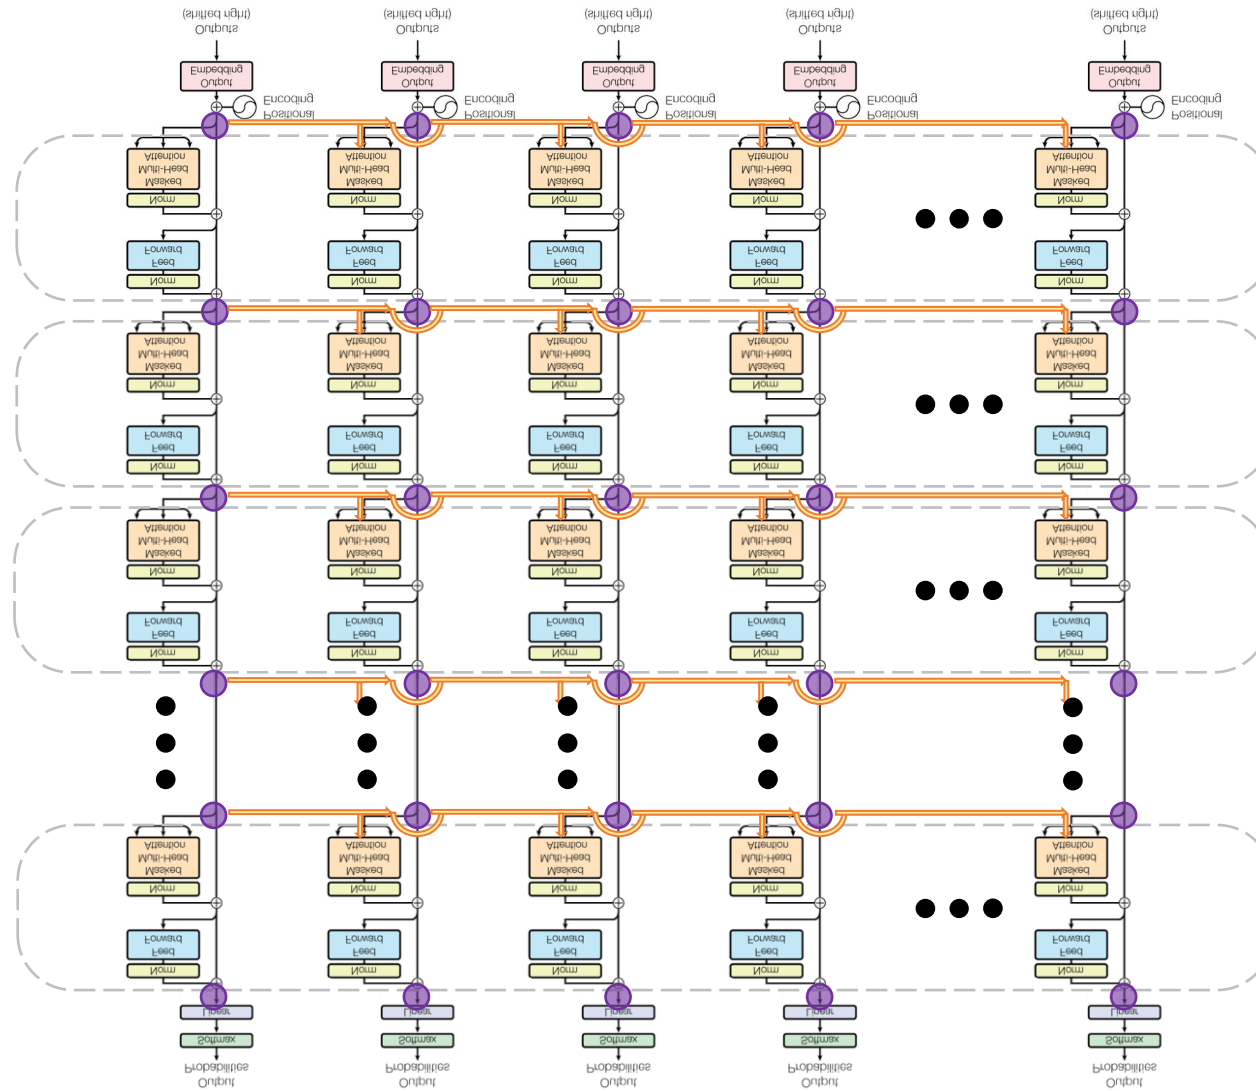 Outputs
(shifted right)
Outputs
(shifted right)
Outputs
(shifted right)
Outputs
(shifted right)
Outputs
(shifted right)
Output
Embedding
Output
Embedding
Output
Embedding
Output
Embedding
Output
Embedding
Positional
Encoding
Positional
Encoding
Positional
Encoding
Positional
Encoding
Positional
Encoding
Masked
Multi-Head
Attention
Masked
Multi-Head
Attention
Masked
Multi-Head
Attention
Masked
Multi-Head
Attention
Masked
Multi-Head
Attention
Norm
Norm
Norm
Norm
Norm
Feed
Forward
Feed
Forward
Feed
Forward
Feed
Forward
Feed
Forward
Norm
Norm
Norm
Norm
Norm
Masked
Multi-Head
Attention
Masked
Multi-Head
Attention
Masked
Multi-Head
Attention
Masked
Multi-Head
Attention
Masked
Multi-Head
Attention
Norm
Norm
Norm
Norm
Norm
Feed
Forward
Feed
Forward
Feed
Forward
Feed
Forward
Feed
Forward
Norm
Norm
Norm
Norm
Norm
Masked
Multi-Head
Attention
Masked
Multi-Head
Attention
Masked
Multi-Head
Attention
Masked
Multi-Head
Attention
Masked
Multi-Head
Attention
Norm
Norm
Norm
Norm
Norm
Feed
Forward
Feed
Forward
Feed
Forward
Feed
Forward
Feed
Forward
Norm
Norm
Norm
Norm
Norm
Masked
Multi-Head
Attention
Masked
Multi-Head
Attention
Masked
Multi-Head
Attention
Masked
Multi-Head
Attention
Masked
Multi-Head
Attention
Norm
Norm
Norm
Norm
Norm
Feed
Forward
Feed
Forward
Feed
Forward
Feed
Forward
Feed
Forward
Norm
Norm
Norm
Norm
Norm
Linear
Linear
Linear
Linear
Linear
Softmax
Softmax
Softmax
Softmax
Softmax
Output
Probabilities
Output
Probabilities
Output
Probabilities
Output
Probabilities
Output
Probabilities